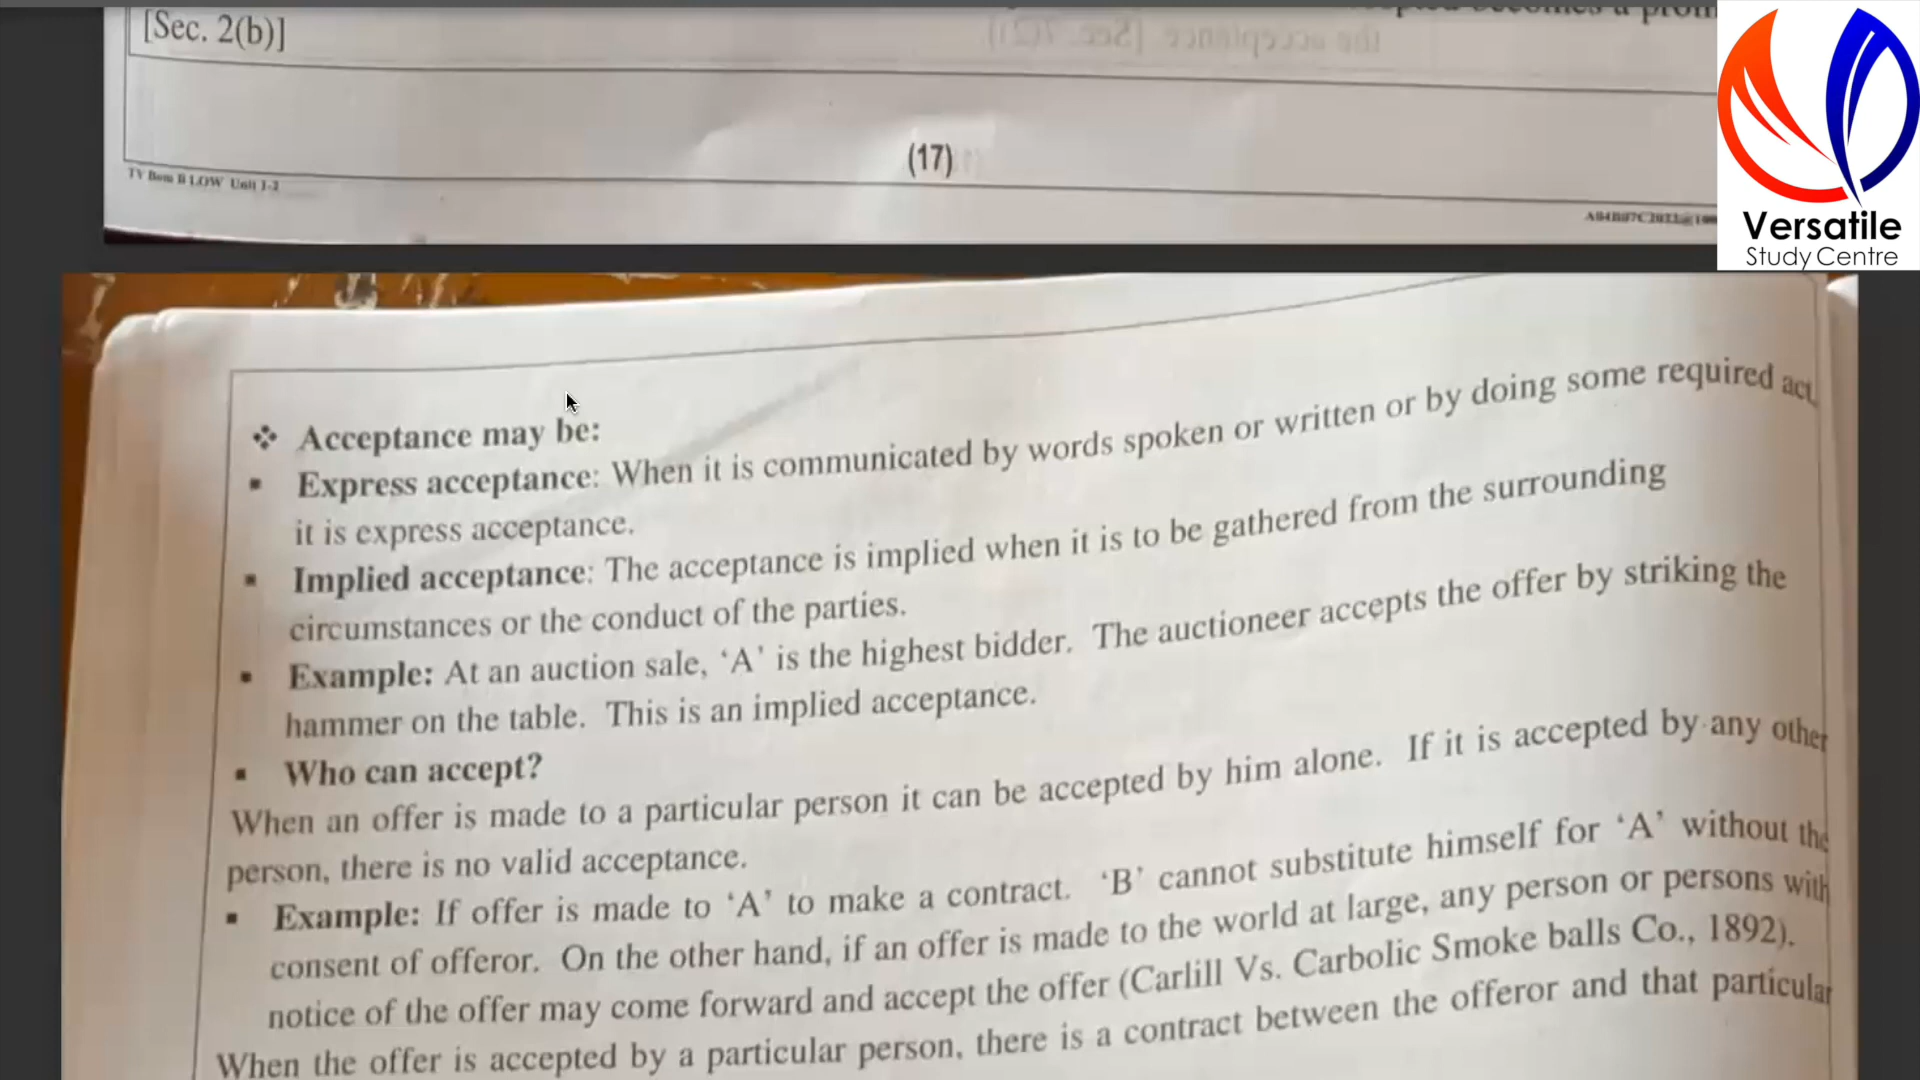 [Sec. 2(b)]
the acceptance [Sec. 7(2)]
(17)
Versatile
Study Centre
❖ Acceptance may be:
▪ Express acceptance: When it is communicated by words spoken or written or by doing some required act
it is express acceptance.
▪ Implied acceptance: The acceptance is implied when it is to be gathered from the surrounding
circumstances or the conduct of the parties.
▪ Example: At an auction sale, ‘A’ is the highest bidder. The auctioneer accepts the offer by striking the
hammer on the table. This is an implied acceptance.
▪ Who can accept?
When an offer is made to a particular person it can be accepted by him alone. If it is accepted by any other
person, there is no valid acceptance.
▪ Example: If offer is made to ‘A’ to make a contract. ‘B’ cannot substitute himself for ‘A’ without the
consent of offeror. On the other hand, if an offer is made to the world at large, any person or persons with
notice of the offer may come forward and accept the offer (Carlill Vs. Carbolic Smoke balls Co., 1892).
When the offer is accepted by a particular person, there is a contract between the offeror and that particular